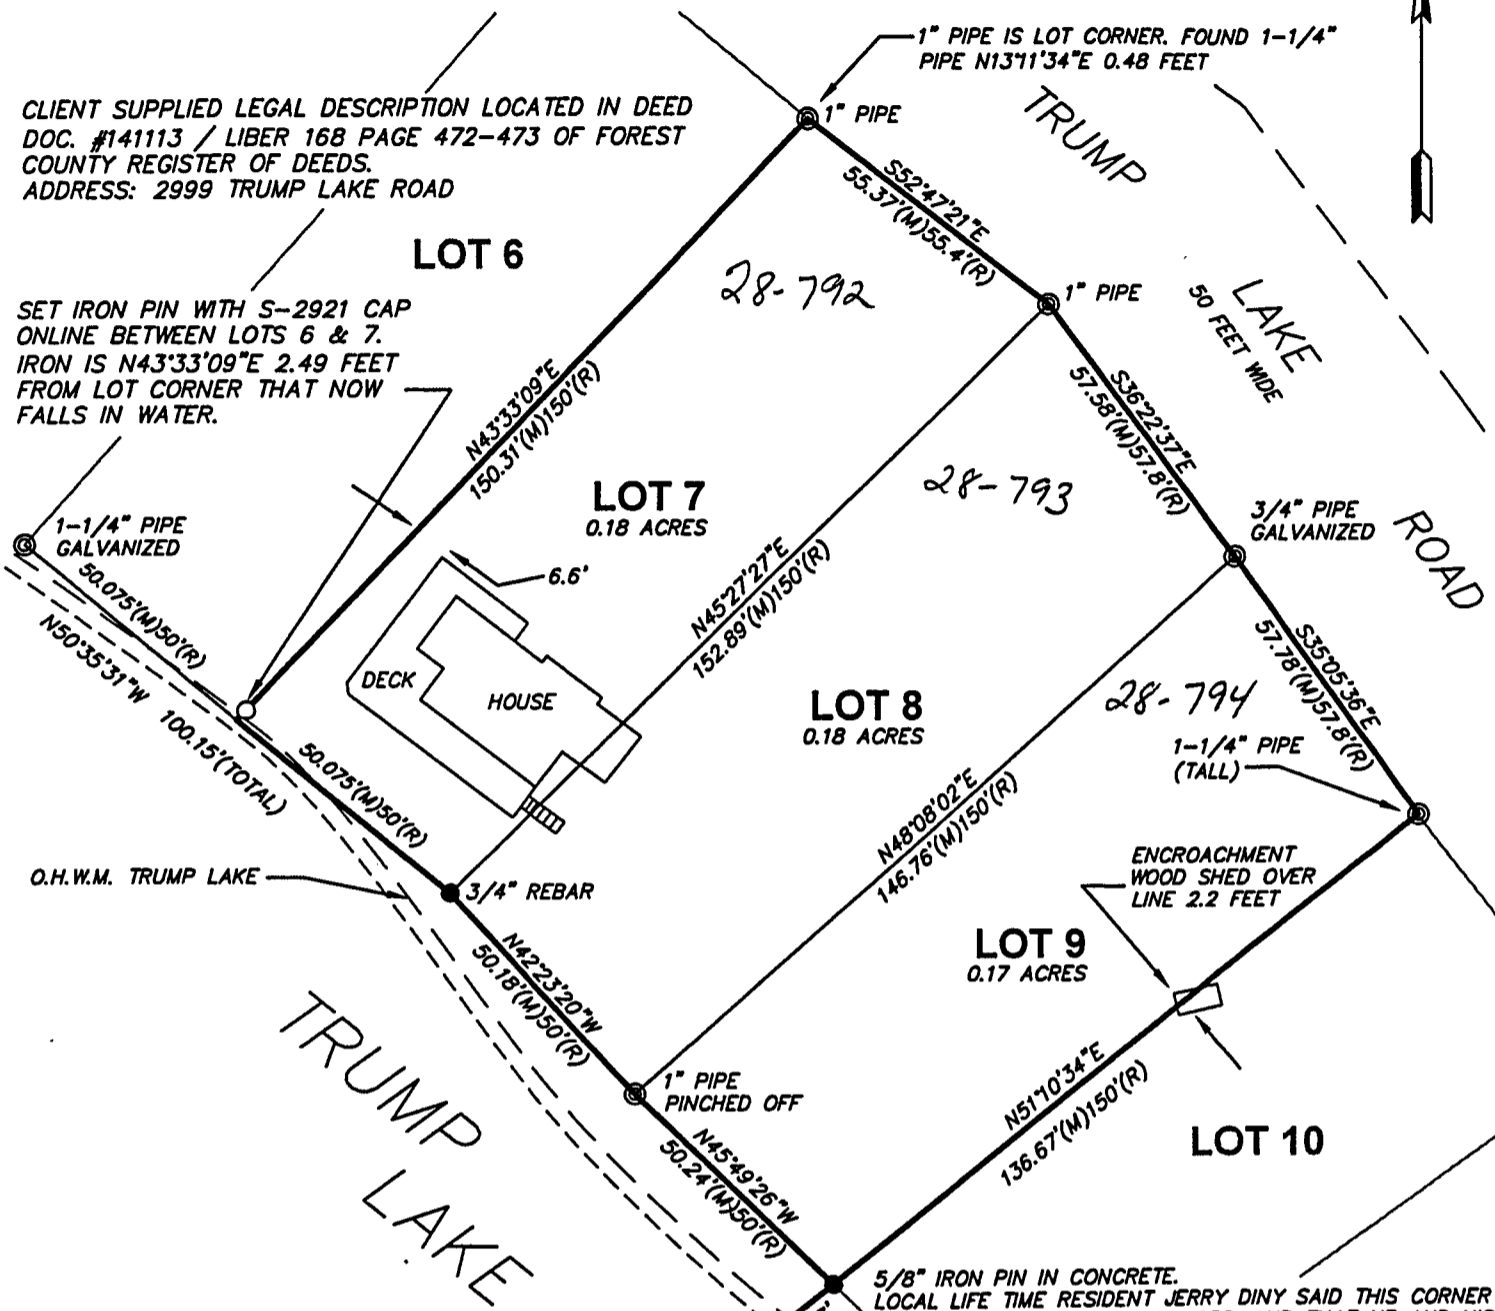 1" PIPE IS LOT CORNER. FOUND 1-1/4"
PIPE N13°11'34"E 0.48 FEET
CLIENT SUPPLIED LEGAL DESCRIPTION LOCATED IN DEED
DOC. #141113 / LIBER 168 PAGE 472-473 OF FOREST
COUNTY REGISTER OF DEEDS.
ADDRESS: 2999 TRUMP LAKE ROAD
1" PIPE
TRUMP
LAKE
ROAD
50 FEET WIDE
S52°47'21"E
55.37'(M)55.4'(R)
LOT 6
28-792
1" PIPE
SET IRON PIN WITH S-2921 CAP
ONLINE BETWEEN LOTS 6 & 7.
IRON IS N43°33'09"E 2.49 FEET
FROM LOT CORNER THAT NOW
FALLS IN WATER.
N43°33'09"E
150.31'(M)150'(R)
S36°22'37"E
57.58'(M)57.8'(R)
LOT 7
0.18 ACRES
28-793
3/4" PIPE
GALVANIZED
1-1/4" PIPE
GALVANIZED
50.075'(M)50'(R)
N50°35'31"W 100.15'(TOTAL)
6.6'
DECK
HOUSE
N45°27'27"E
152.89'(M)150'(R)
S35°05'36"E
57.78'(M)57.8'(R)
LOT 8
0.18 ACRES
28-794
1-1/4" PIPE
(TALL)
50.075'(M)50'(R)
O.H.W.M. TRUMP LAKE
3/4" REBAR
N48°08'02"E
146.76'(M)150'(R)
ENCROACHMENT
WOOD SHED OVER
LINE 2.2 FEET
LOT 9
0.17 ACRES
N42°23'20"W
50.18'(M)50'(R)
TRUMP
LAKE
1" PIPE
PINCHED OFF
N51°10'34"E
136.67'(M)150'(R)
LOT 10
N45°49'26"W
50.24'(M)50'(R)
5/8" IRON PIN IN CONCRETE.
LOCAL LIFE TIME RESIDENT JERRY DINY SAID THIS CORNER